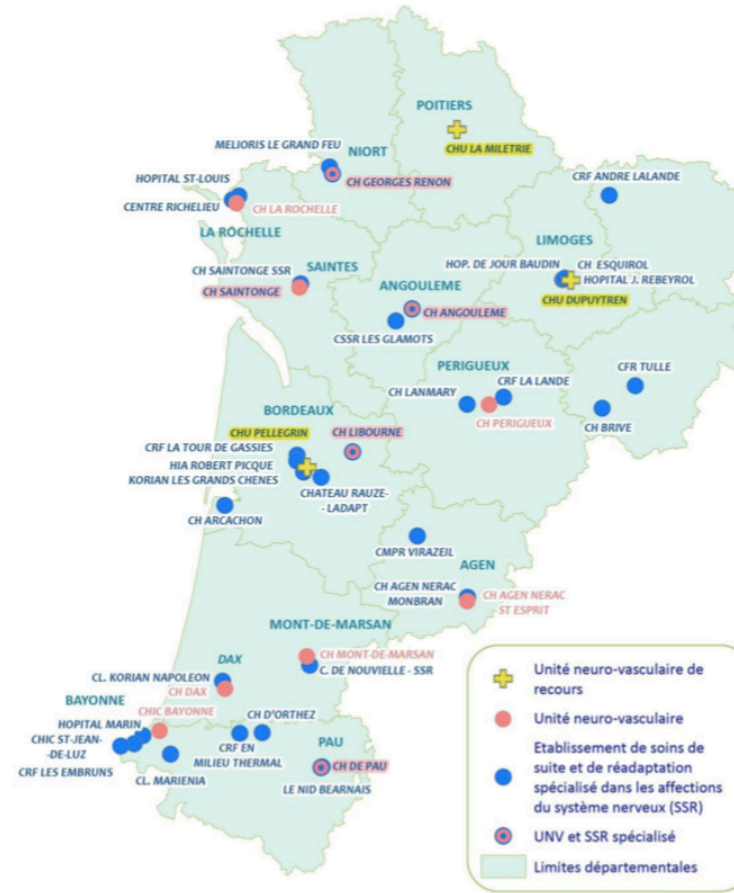 POITIERS
CHU LA MILETRIE
MELIORIS LE GRAND FEU
NIORT
CH GEORGES RENON
HOPITAL ST-LOUIS
CENTRE RICHELIEU
CH LA ROCHELLE
LA ROCHELLE
CRF ANDRE LALANDE
LIMOGES
HOP. DE JOUR BAUDIN
CH ESQUIROL
HOPITAL J. REBEYROL
CHU DUPUYTREN
CH SAINTONGE SSR
SAINTES
CH SAINTONGE
ANGOULEME
CH ANGOULEME
CSSR LES GLAMOTS
PERIGUEUX
CRF LA LANDE
CH LANMARY
CH PERIGUEUX
CFR TULLE
CH BRIVE
BORDEAUX
CHU PELLEGRIN
CH LIBOURNE
CRF LA TOUR DE GASSIES
HIA ROBERT PICQUE
KORIAN LES GRANDS CHENES
CHATEAU RAUZE-
-LADAPT
CH ARCACHON
CMPR VIRAZEIL
AGEN
CH AGEN NERAC
MONBRAN
CH AGEN NERAC
ST ESPRIT
MONT-DE-MARSAN
CH MONT-DE-MARSAN
C. DE NOUVIELLE - SSR
DAX
CL. KORIAN NAPOLEON
CH DAX
BAYONNE
CHIC BAYONNE
HOPITAL MARIN
CHIC ST-JEAN-
-DE-LUZ
CRF LES EMBRUNS
CL. MARIENIA
CH D'ORTHEZ
CRF EN
MILIEU THERMAL
PAU
CH DE PAU
LE NID BEARNAIS
Unité neuro-vasculaire de
recours
Unité neuro-vasculaire
Etablissement de soins de
suite et de réadaptation
spécialisé dans les affections
du système nerveux (SSR)
UNV et SSR spécialisé
Limites départementales